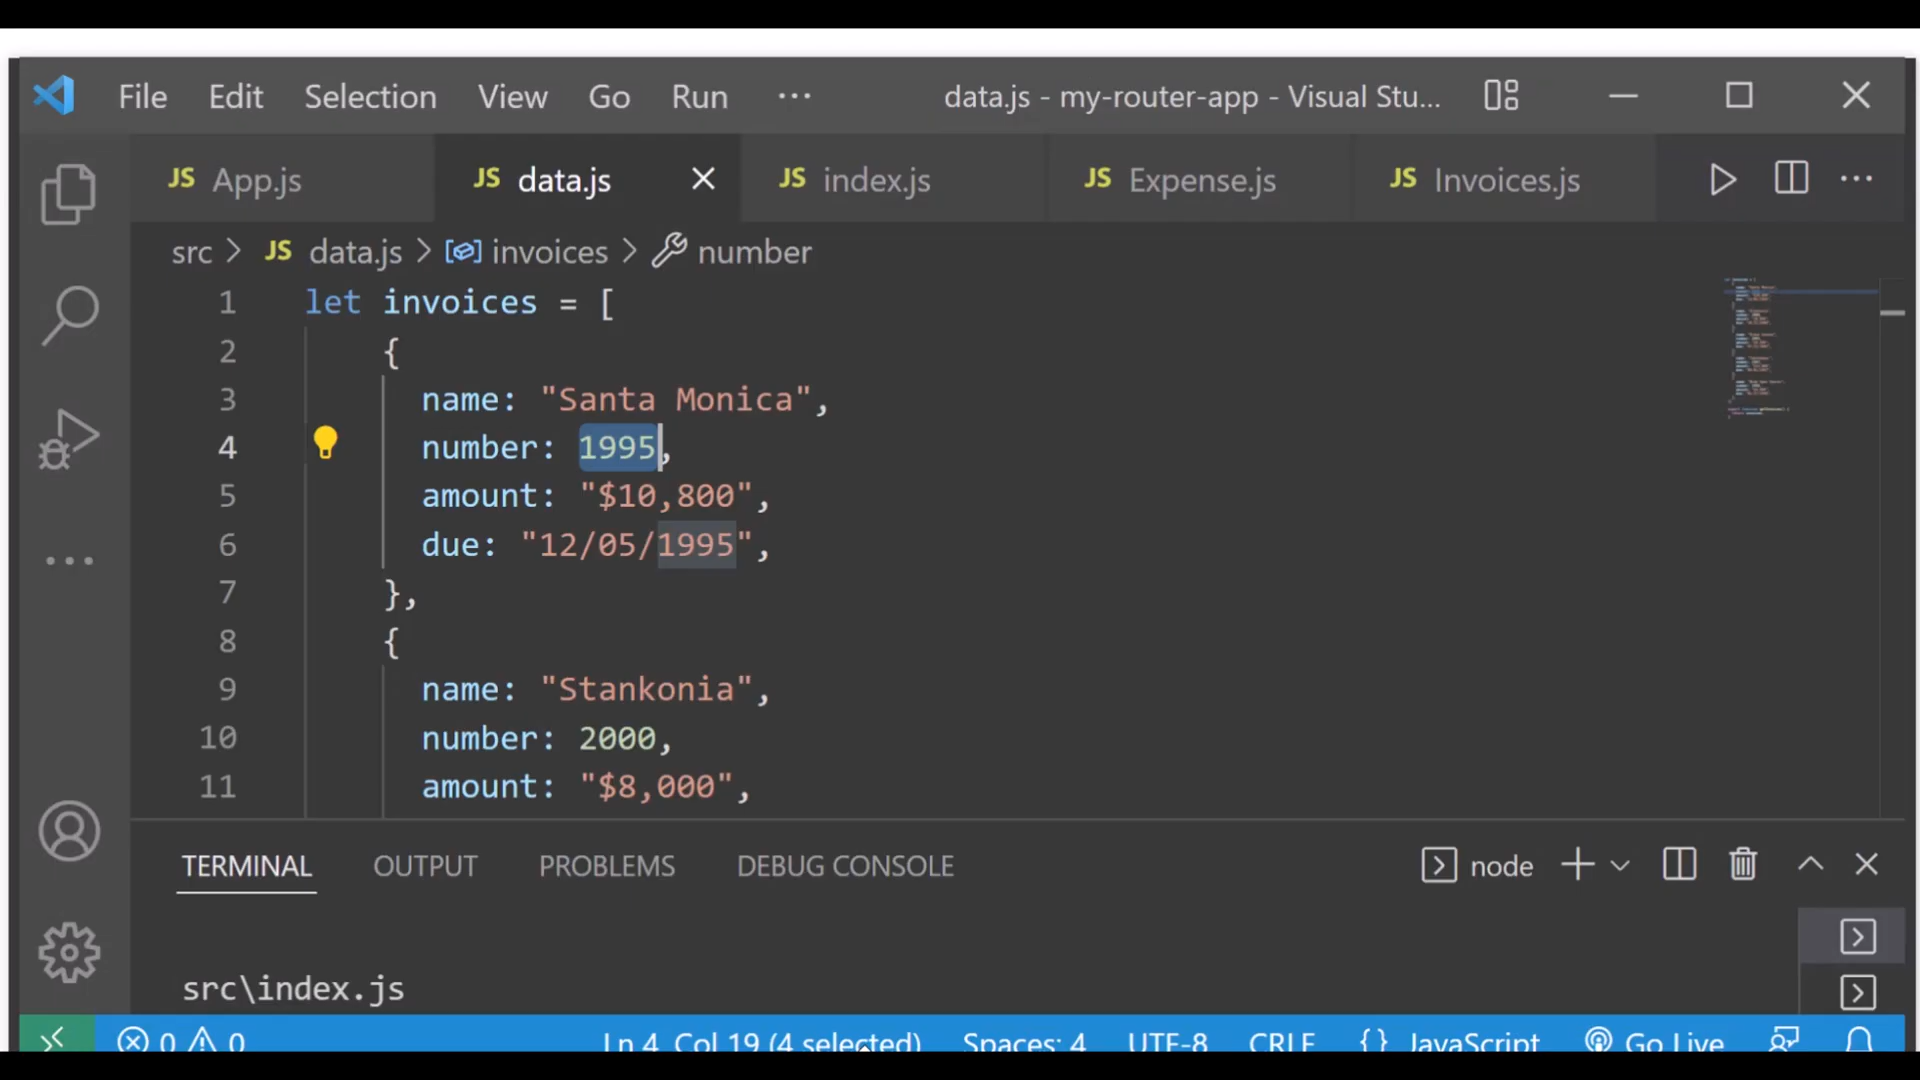 File Edit Selection View Go Run ... data.js - my-router-app - Visual Stu...
JS App.js JS data.js JS index.js JS Expense.js JS Invoices.js
src > JS data.js > invoices > number
1 let invoices = [
2 {
3 name: "Santa Monica",
4 number: 1995,
5 amount: "$10,800",
6 due: "12/05/1995",
7 },
8 {
9 name: "Stankonia",
10 number: 2000,
11 amount: "$8,000",
TERMINAL OUTPUT PROBLEMS DEBUG CONSOLE node
src\index.js
0 0 Ln 4, Col 19 (4 selected) Spaces: 4 UTF-8 CRLF {} JavaScript Go Live